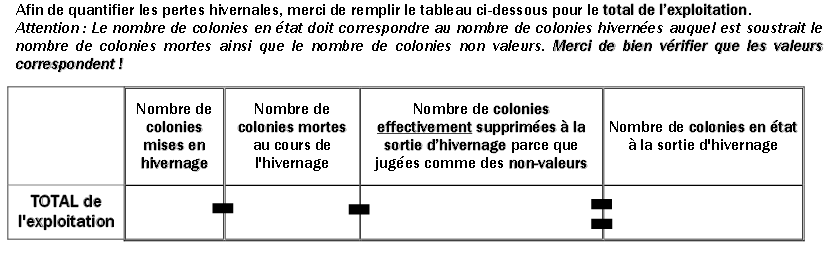 Afin de quantifier les pertes hivernales, merci de remplir le tableau ci-dessous pour le total de l'exploitation.
Attention : Le nombre de colonies en état doit correspondre au nombre de colonies hivernées auquel est soustrait le
nombre de colonies mortes ainsi que le nombre de colonies non valeurs. Merci de bien vérifier que les valeurs
correspondent !
Nombre de
colonies
mises en
hivernage
Nombre de
colonies mortes
au cours de
l'hivernage
Nombre de colonies
effectivement supprimées à la
sortie d'hivernage parce que
jugées comme des non-valeurs
Nombre de colonies en état
à la sortie d'hivernage
TOTAL de
l'exploitation